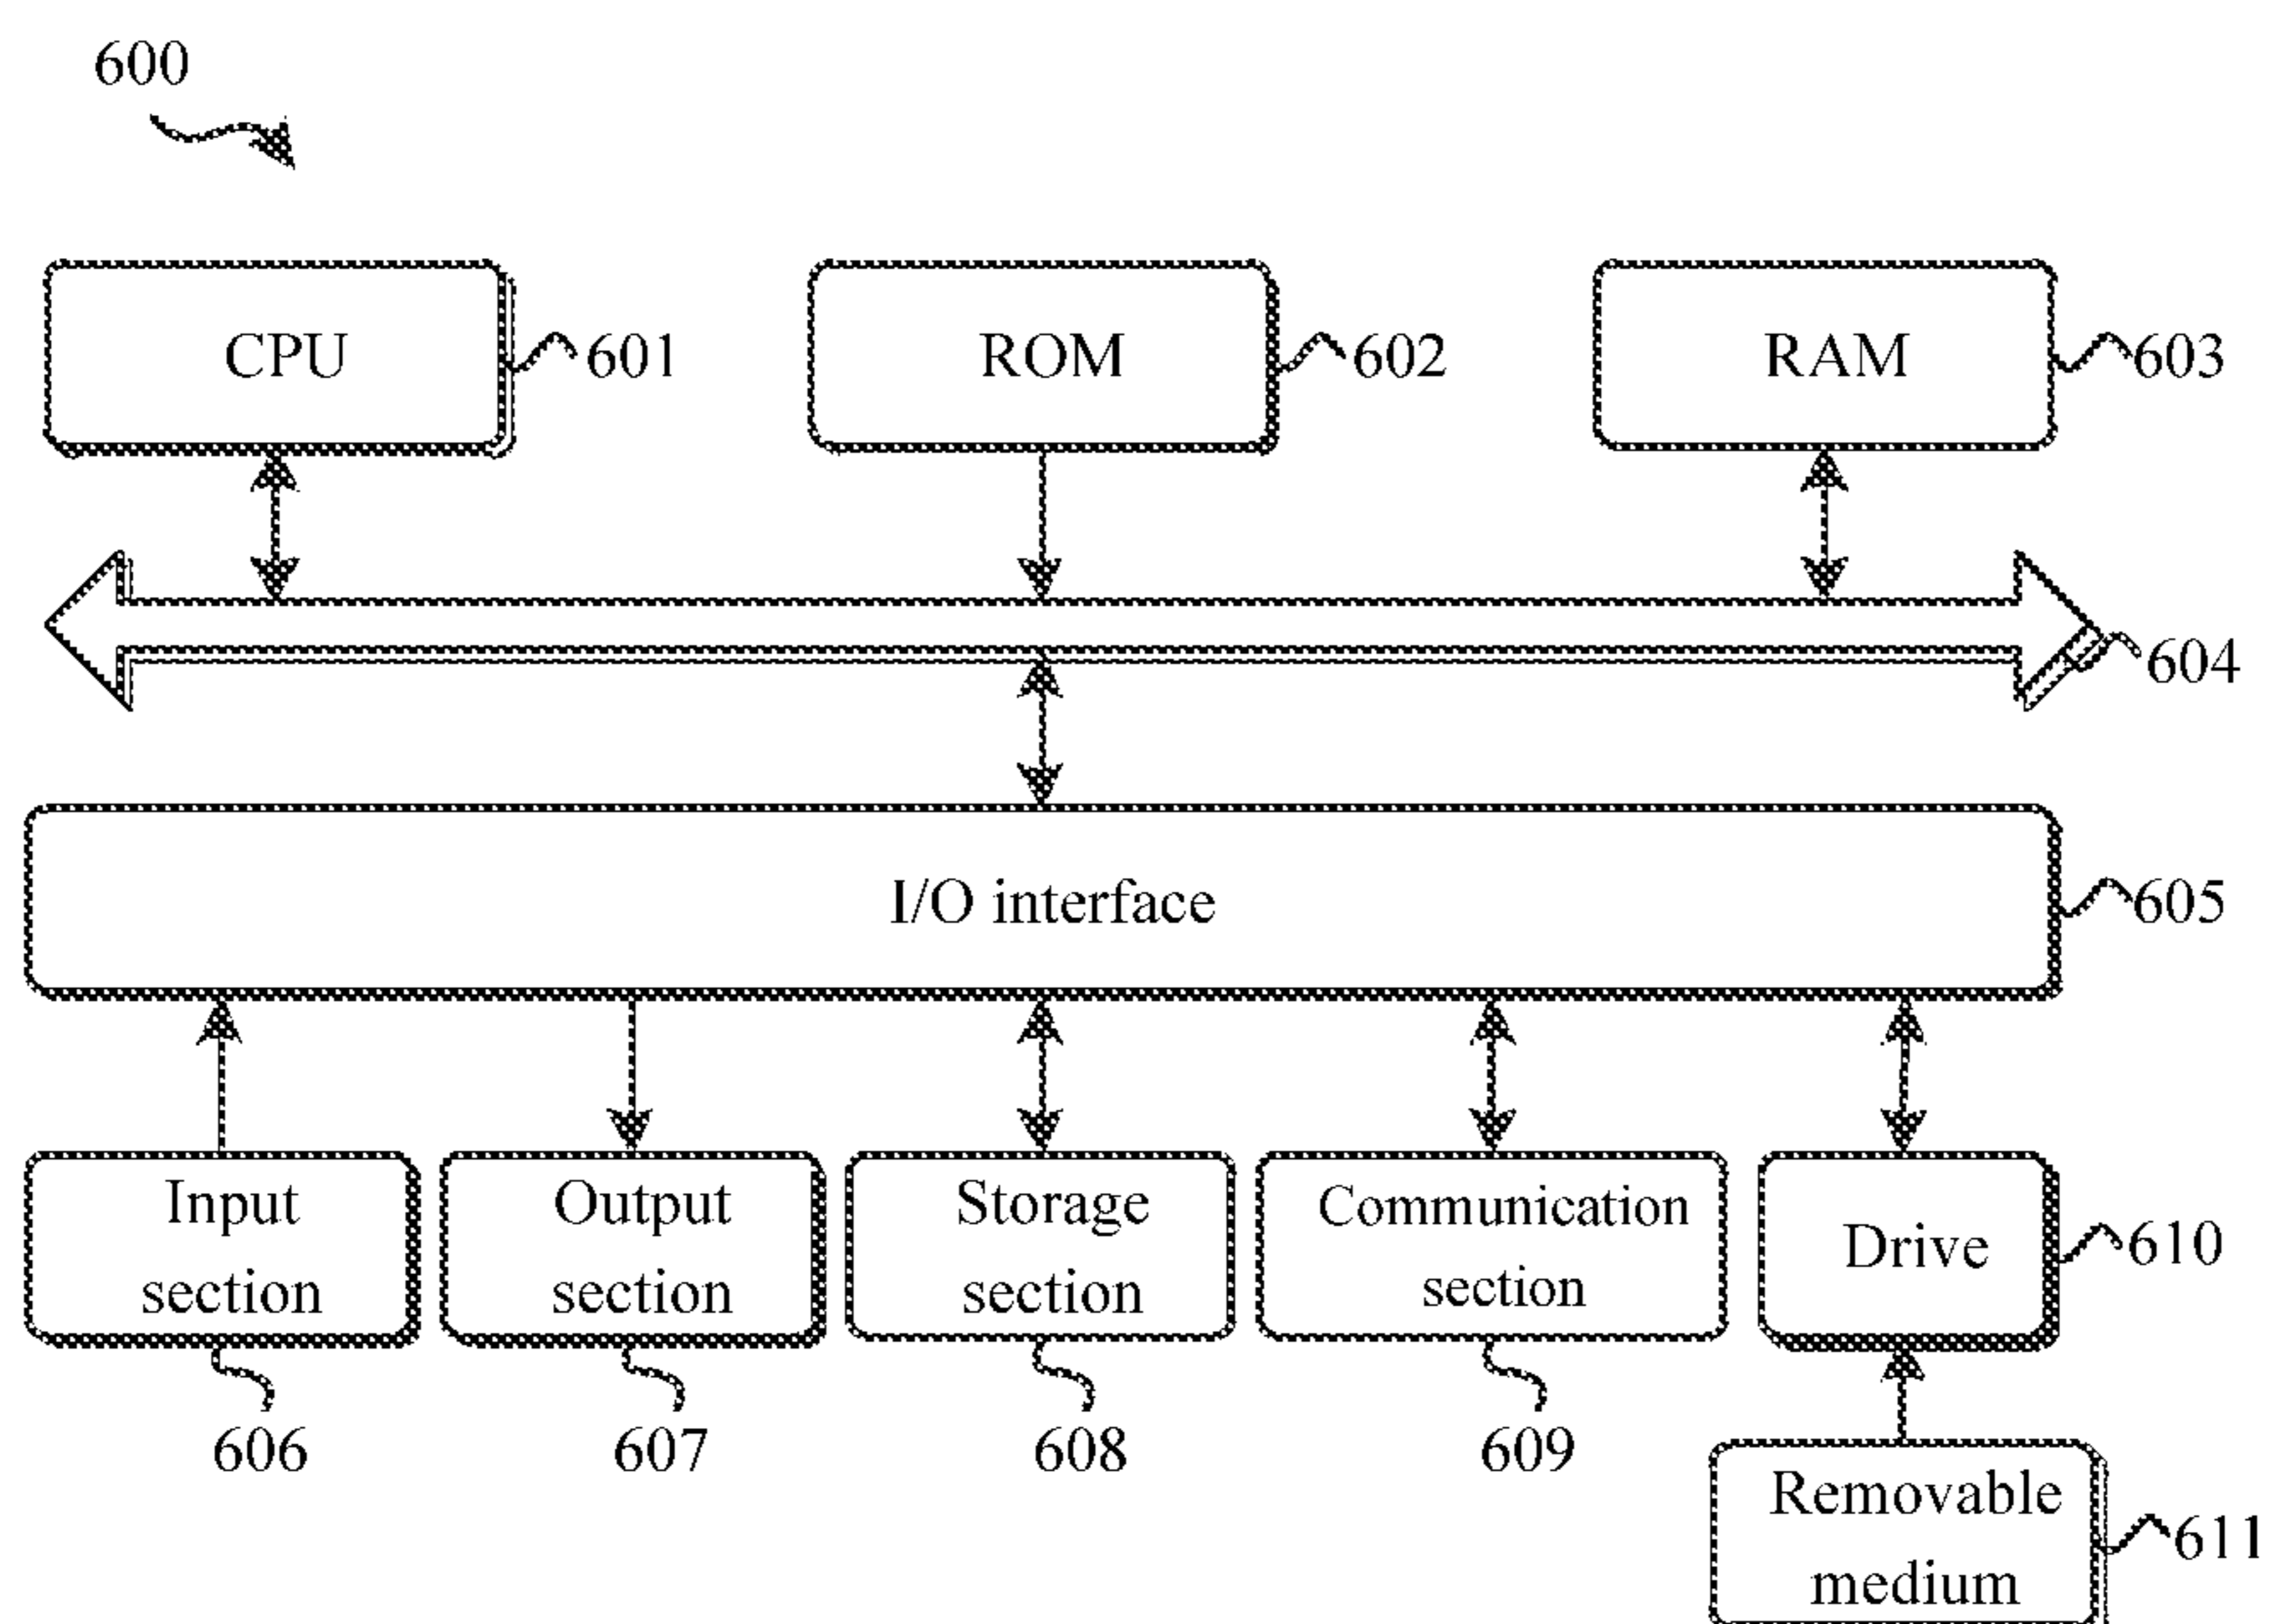 600
CPU
601
ROM
602
RAM
603
604
I/O interface
605
Input
section
Output
section
Storage
section
Communication
section
Drive
610
606
607
608
609
Removable
medium
611